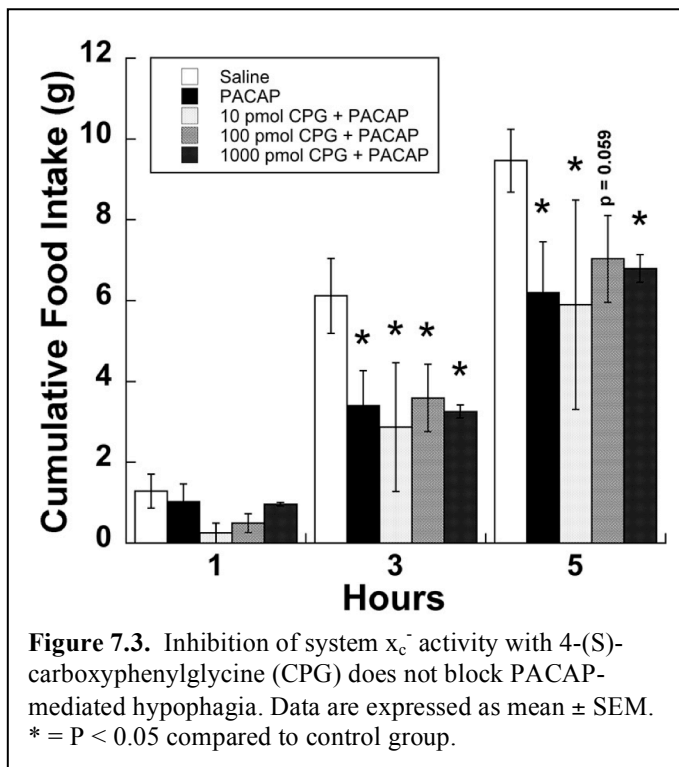 12
10
8
6
4
2
0
Cumulative Food Intake (g)
Saline
PACAP
10 pmol CPG + PACAP
100 pmol CPG + PACAP
1000 pmol CPG + PACAP
* * * *
* * p = 0.059 *
1 3 5
Hours
Figure 7.3. Inhibition of system x_c^- activity with 4-(S)-
carboxyphenylglycine (CPG) does not block PACAP-
mediated hypophagia. Data are expressed as mean ± SEM.
* = P < 0.05 compared to control group.